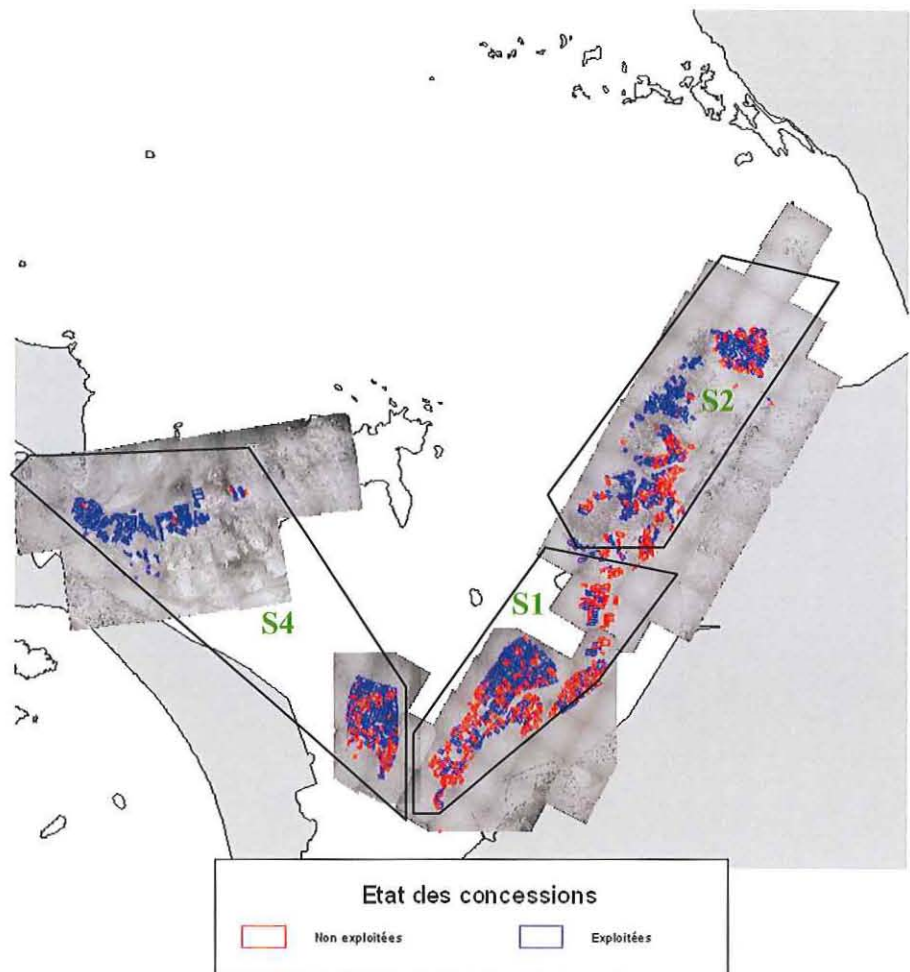 S2
S1
S4
Etat des concessions
Non exploitées
Exploitées